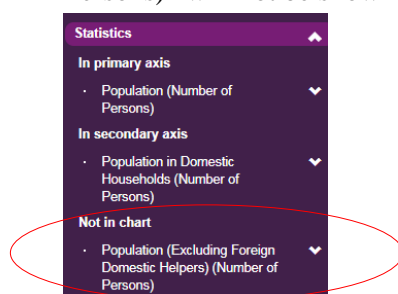 Statistics
In primary axis
· Population (Number of
Persons)
In secondary axis
· Population in Domestic
Households (Number of
Persons)
Not in chart
· Population (Excluding Foreign
Domestic Helpers) (Number of
Persons)